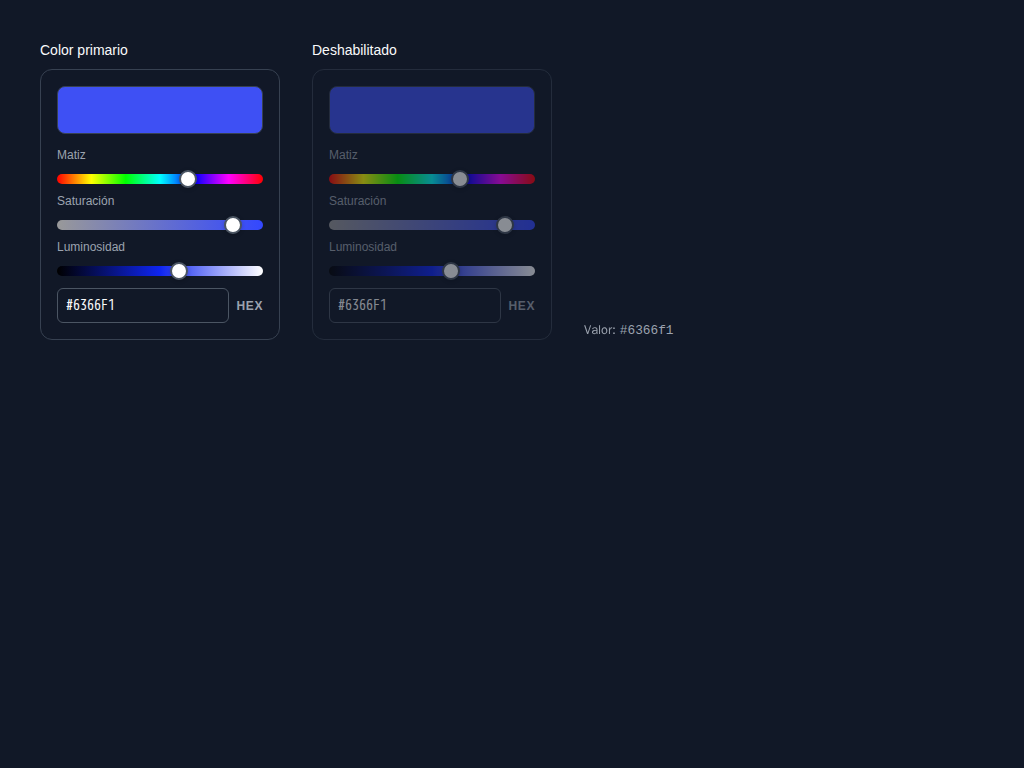 Color primario
Matiz
Saturación
Luminosidad
#6366F1 HEX
Deshabilitado
Matiz
Saturación
Luminosidad
#6366F1 HEX
Valor: #6366f1